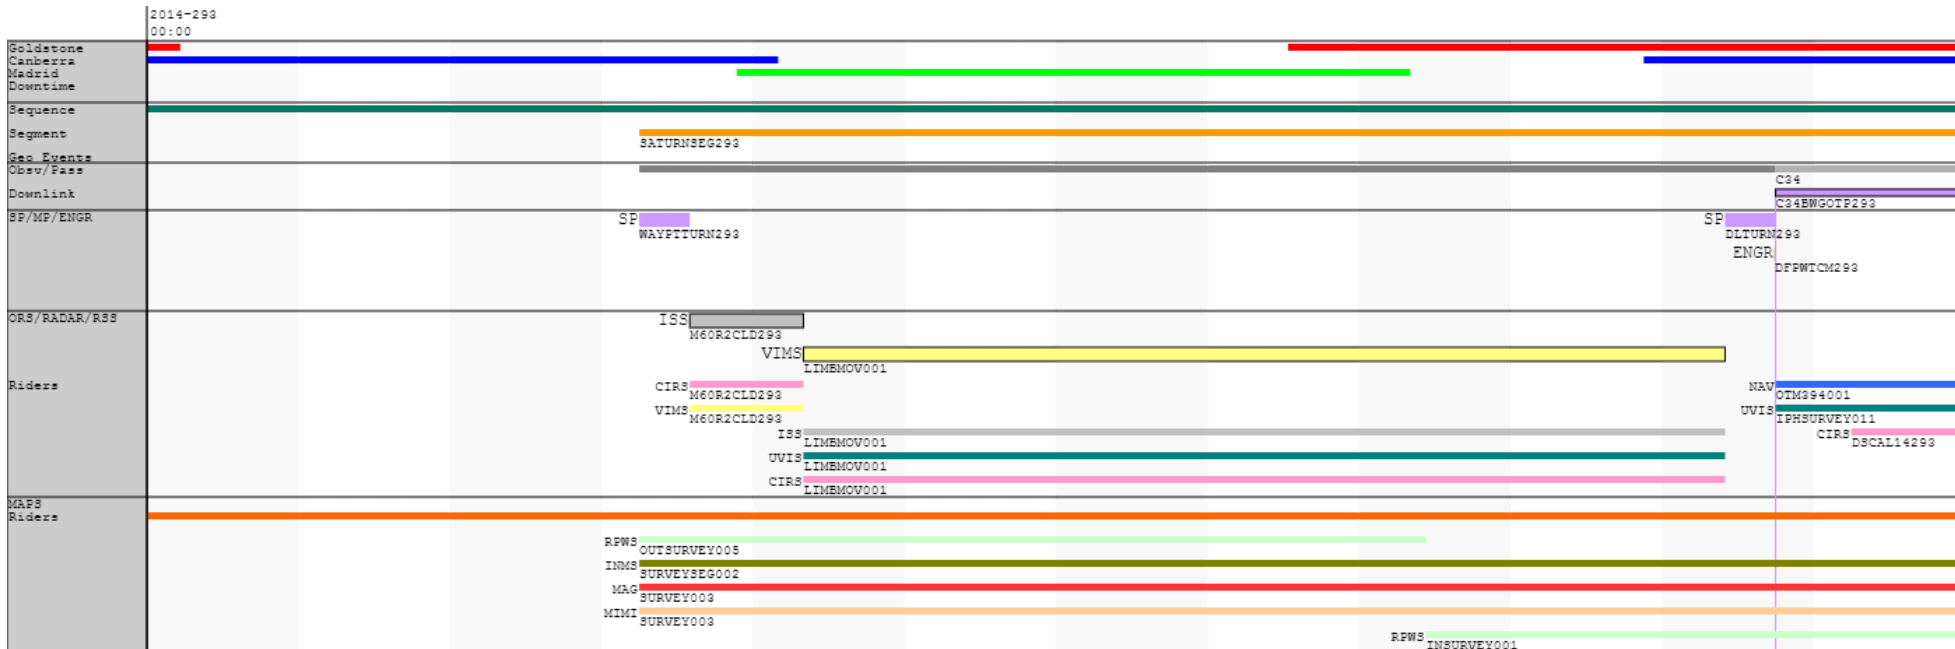 2014-293
00:00
Goldstone
Canberra
Madrid
Downtime
Sequence
Segment
SATURNSEG293
Geo Events
Obsv/Pass
C34
Downlink
C34BWGOTP293
SP/MP/ENGR
SP
SP
WAYPTTURN293
DLTURN293
ENGR
DFPWTCM293
ORS/RADAR/RSS
ISS
M60R2CLD293
VIMS
LIMBMOV001
Riders
CIRS
NAV
M60R2CLD293
OTM394001
VIMS
UVIS
M60R2CLD293
IPHSURVEY011
ISS
CIRS
LIMBMOV001
DSCAL14293
UVIS
LIMBMOV001
CIRS
LIMBMOV001
MAPS
Riders
RPWS
OUTSURVEY005
INMS
SURVEYSEG002
MAG
SURVEY003
MIMI
SURVEY003
RPWS
INSURVEY001